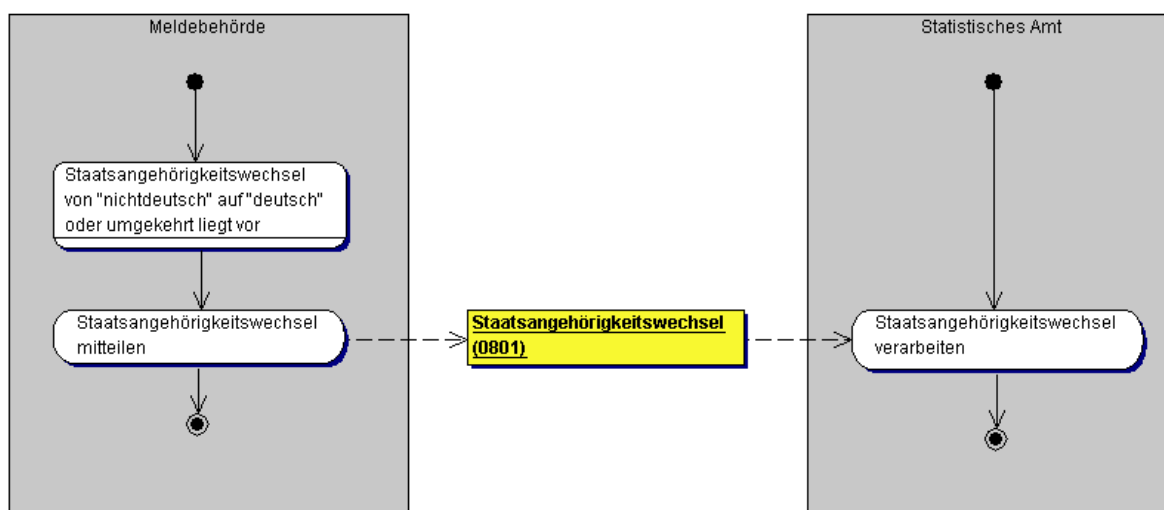 Meldebehörde
Statistisches Amt
Staatsangehörigkeitswechsel
von "nichtdeutsch" auf "deutsch"
oder umgekehrt liegt vor
Staatsangehörigkeitswechsel
mitteilen
Staatsangehörigkeitswechsel
(0801)
Staatsangehörigkeitswechsel
verarbeiten